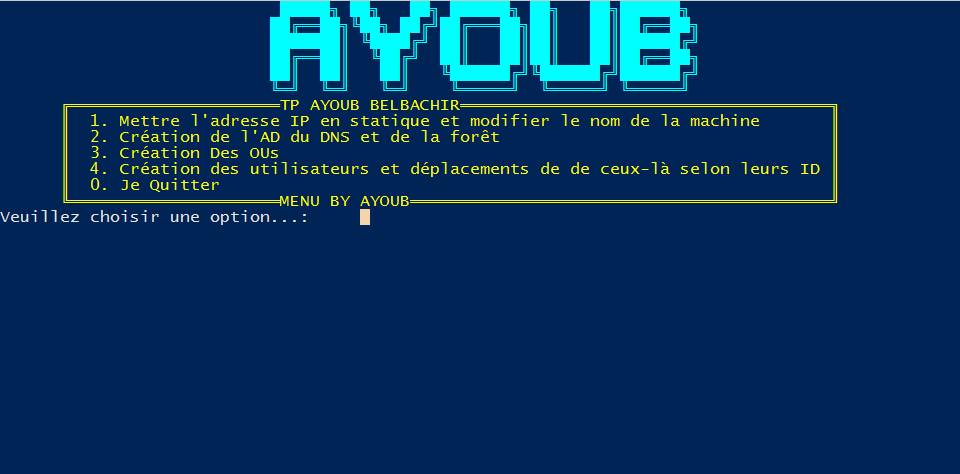 AYOUB
TP AYOUB BELBACHIR
1. Mettre l'adresse IP en statique et modifier le nom de la machine
2. Création de l'AD du DNS et de la forêt
3. Création Des OUs
4. Création des utilisateurs et déplacements de de ceux-là selon leurs ID
0. Je Quitter
MENU BY AYOUB
Veuillez choisir une option...: